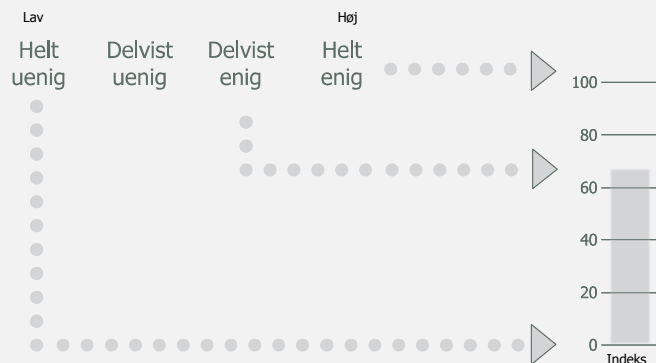 Lav Høj
Helt Delvist Delvist Helt
uenig uenig enig enig
100
80
60
40
20
0
Indeks